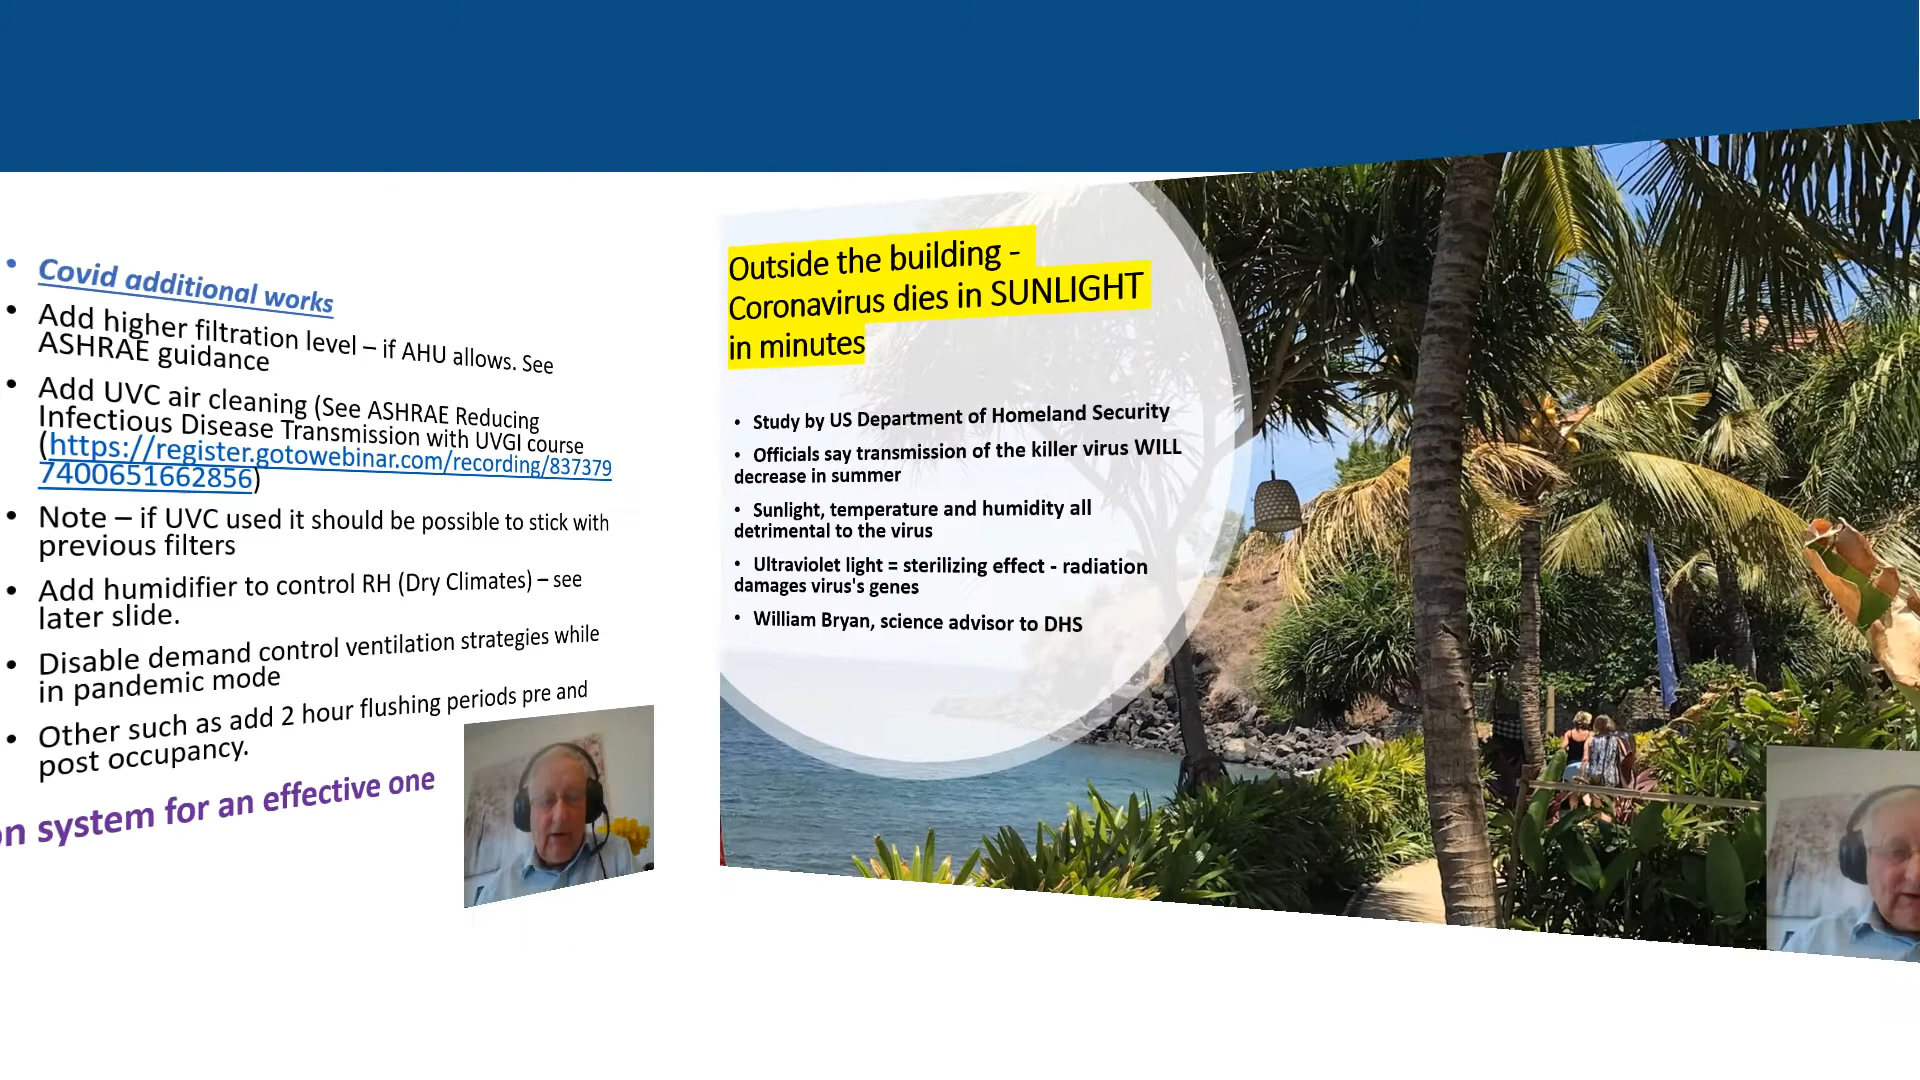 • Covid additional works
• Add higher filtration level – if AHU allows. See
ASHRAE guidance
• Add UVC air cleaning (See ASHRAE Reducing
Infectious Disease Transmission with UVGI course
(https://register.gotowebinar.com/recording/837379
7400651662856)
• Note – if UVC used it should be possible to stick with
previous filters
• Add humidifier to control RH (Dry Climates) – see
later slide.
• Disable demand control ventilation strategies while
in pandemic mode
• Other such as add 2 hour flushing periods pre and
post occupancy.
on system for an effective one
Outside the building -
Coronavirus dies in SUNLIGHT
in minutes
• Study by US Department of Homeland Security
• Officials say transmission of the killer virus WILL
decrease in summer
• Sunlight, temperature and humidity all
detrimental to the virus
• Ultraviolet light = sterilizing effect - radiation
damages virus's genes
• William Bryan, science advisor to DHS